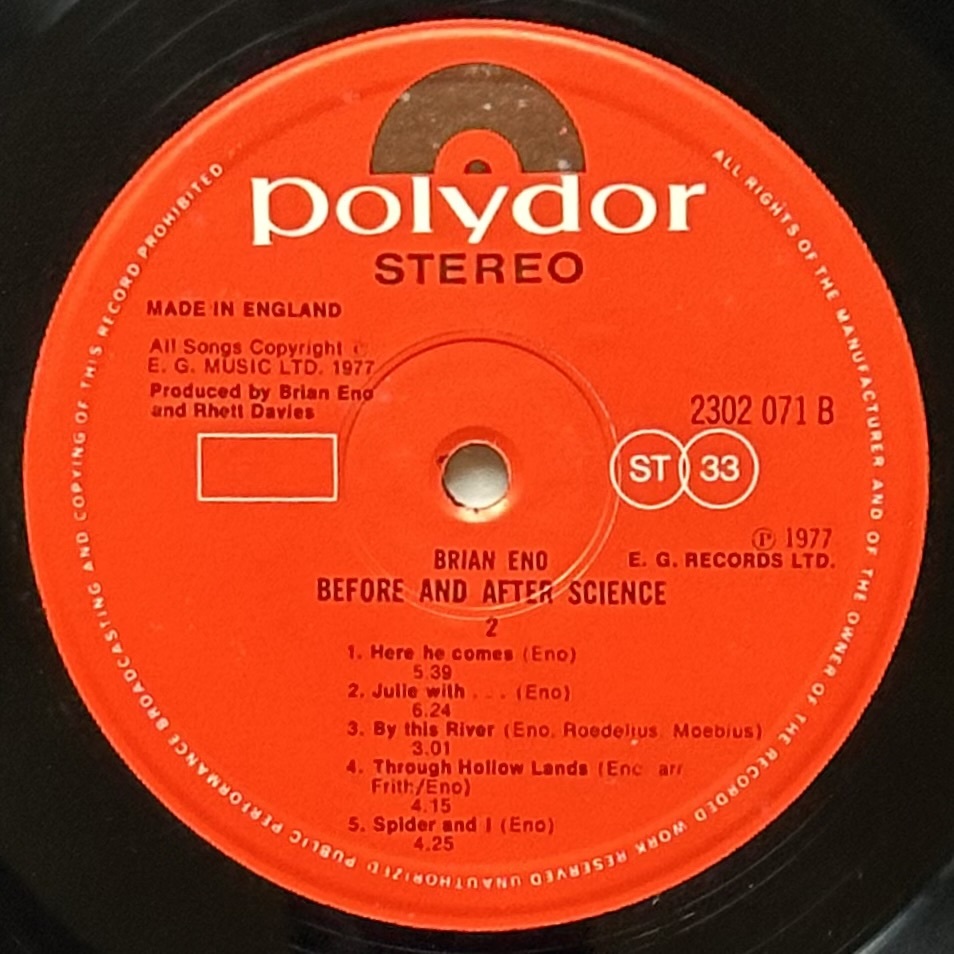 polydor
STEREO
MADE IN ENGLAND
All Songs Copyright ©
E. G. MUSIC LTD. 1977
Produced by Brian Eno
and Rhett Davies
2302 071 B
ST 33
℗ 1977
E. G. RECORDS LTD.
BRIAN ENO
BEFORE AND AFTER SCIENCE
2
1. Here he comes (Eno)
5.39
2. Julie with . . . (Eno)
6.24
3. By this River (Eno, Roedelius, Moebius)
3.01
4. Through Hollow Lands (Eno arr
Frith/Eno)
4.15
5. Spider and I (Eno)
4.25
ALL RIGHTS OF THE MANUFACTURER AND OF THE OWNER OF THE RECORDED WORK RESERVED UNAUTHORIZED PUBLIC PERFORMANCE BROADCASTING AND COPYING OF THIS RECORD PROHIBITED